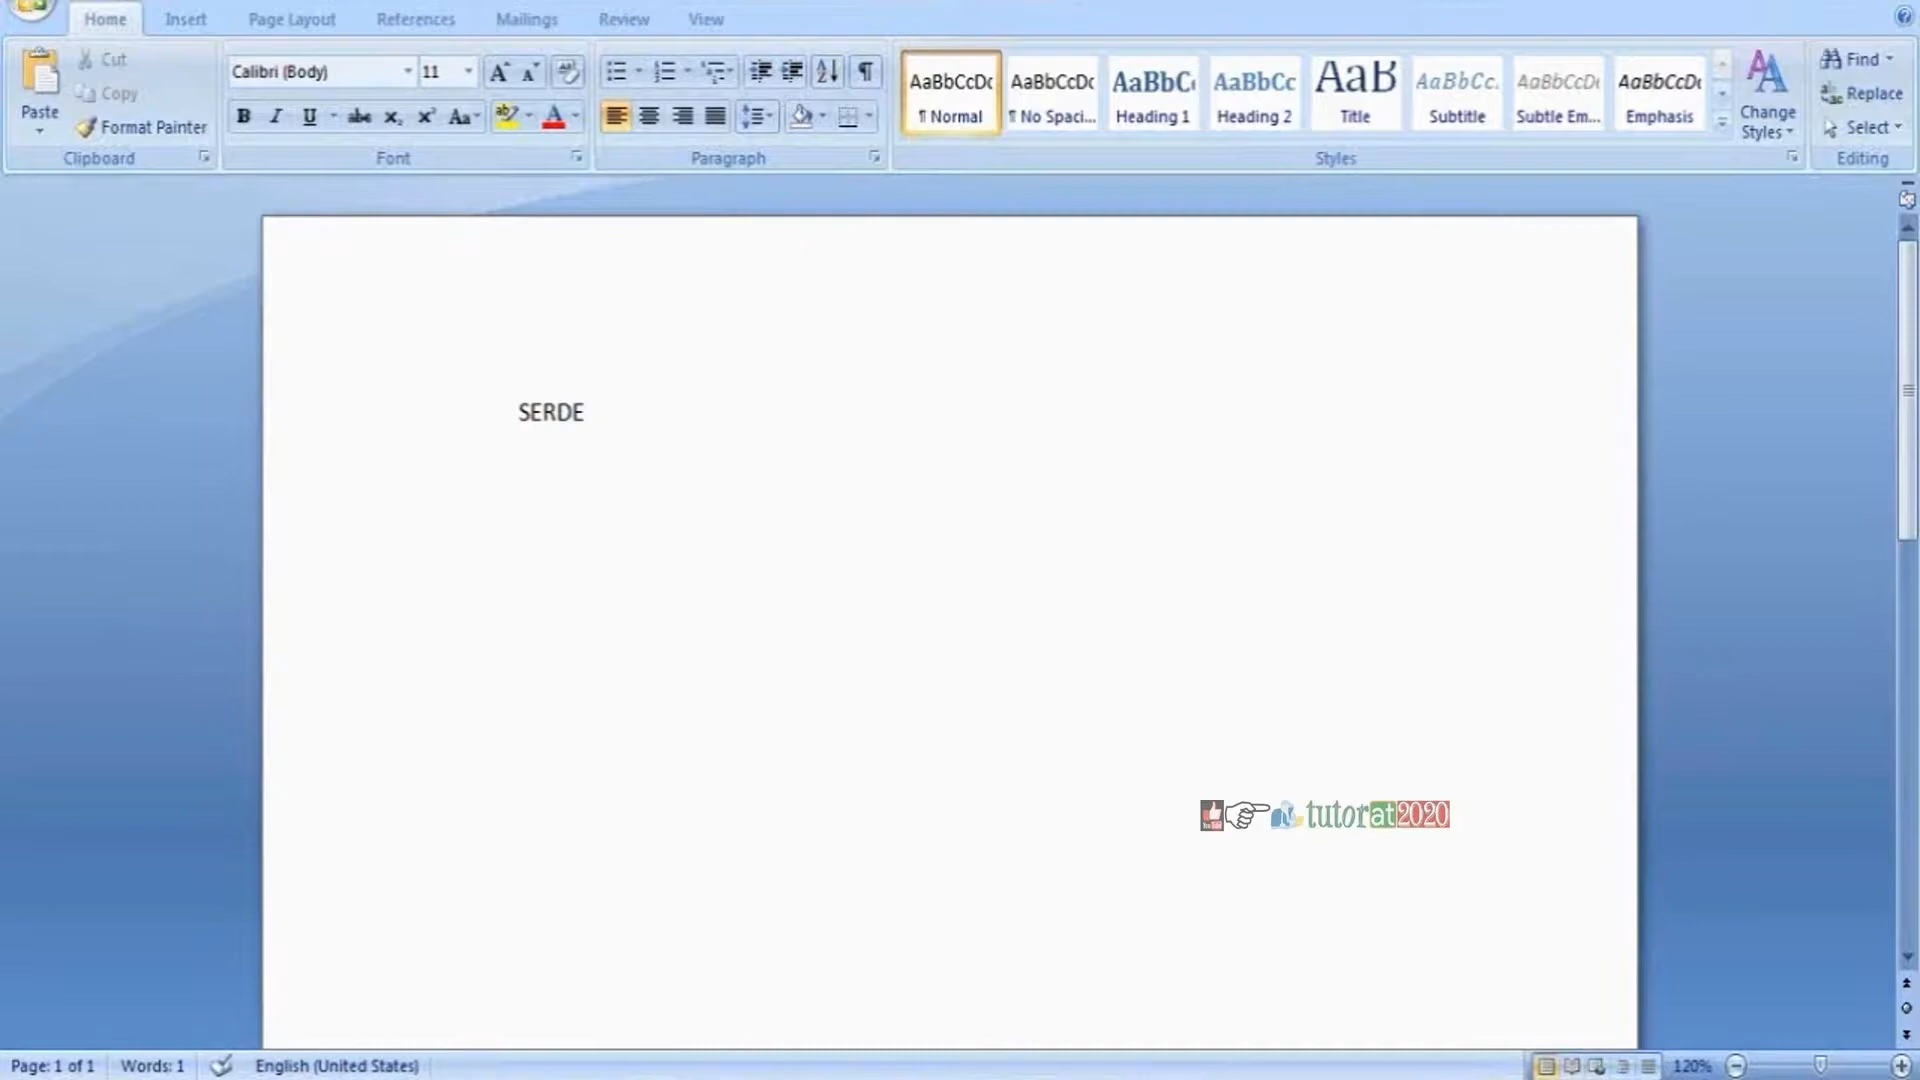 Home Insert Page Layout References Mailings Review View
Paste
Cut
Copy
Format Painter
Clipboard
Calibri (Body) 11
Font
Paragraph
AaBbCcDc AaBbCcDc AaBbC AaBbCc AaB AaBbCc. AaBbCcDc AaBbCcDc
¶ Normal ¶ No Spaci... Heading 1 Heading 2 Title Subtitle Subtle Em... Emphasis
Change Styles
Styles
Find
Replace
Select
Editing
SERDE
tutorat2020
Page: 1 of 1 Words: 1 English (United States) 120%